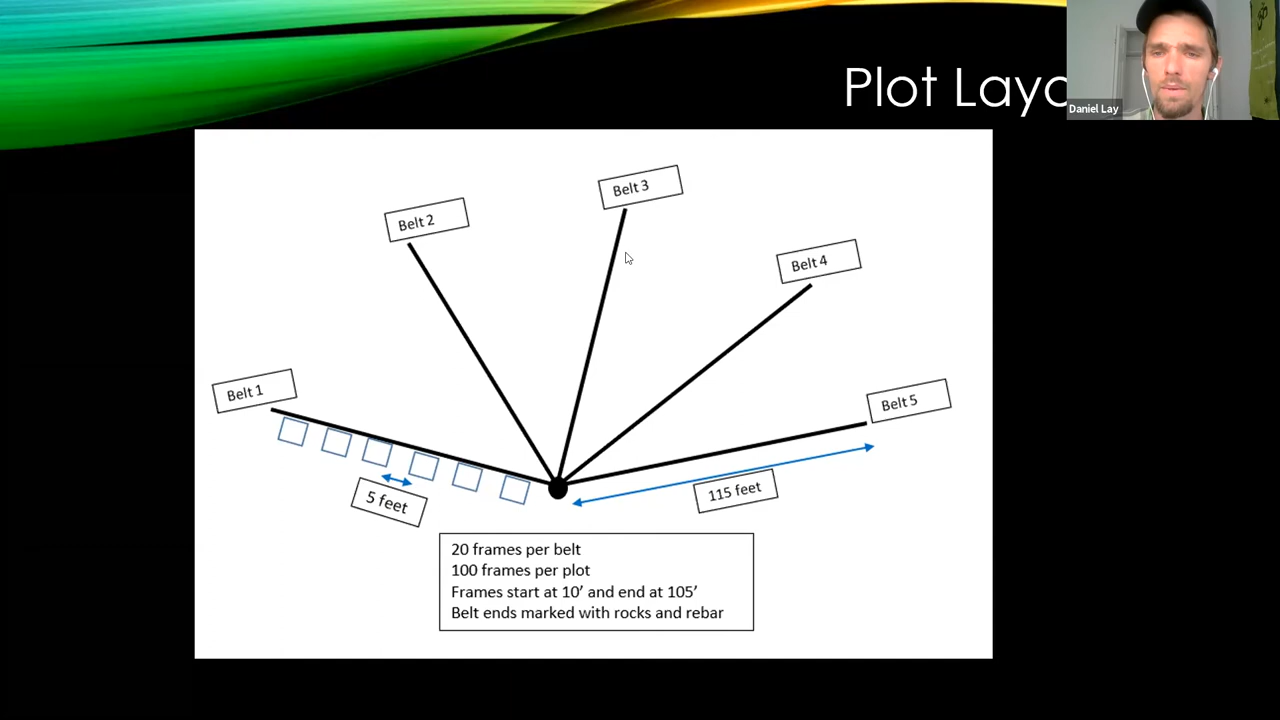 Plot Layo
Daniel Lay
Belt 3
Belt 2
Belt 4
Belt 1
Belt 5
115 feet
5 feet
20 frames per belt
100 frames per plot
Frames start at 10’ and end at 105’
Belt ends marked with rocks and rebar